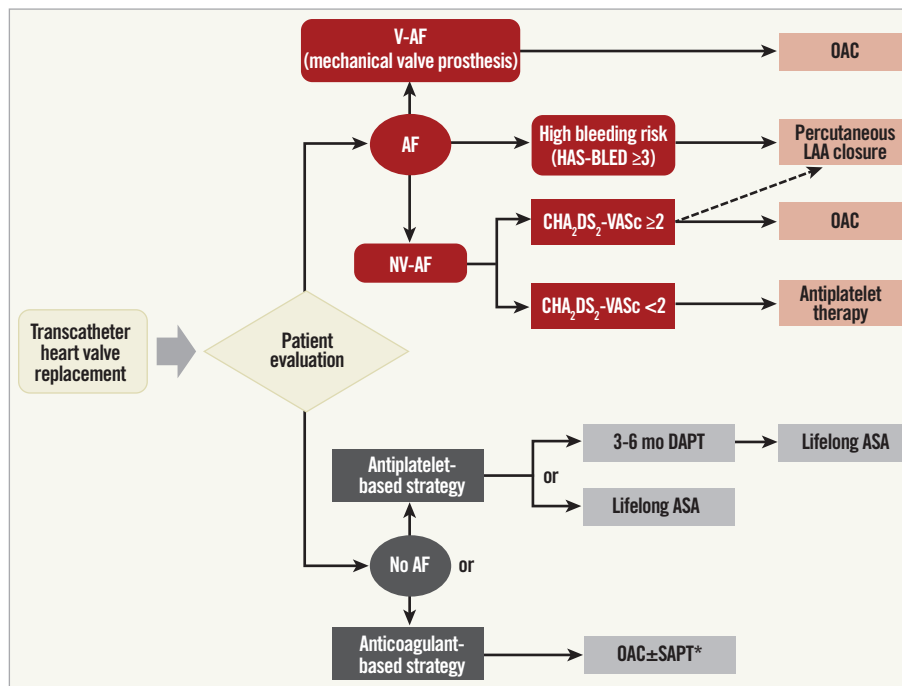 V-AF
(mechanical valve prosthesis)
OAC
AF
High bleeding risk
(HAS-BLED ≥3)
Percutaneous
LAA closure
CHA₂DS₂-VASc ≥2
OAC
NV-AF
CHA₂DS₂-VASc <2
Antiplatelet
therapy
Transcatheter
heart valve
replacement
Patient
evaluation
Antiplatelet-
based strategy
3-6 mo DAPT
Lifelong ASA
or
Lifelong ASA
No AF
or
Anticoagulant-
based strategy
OAC±SAPT*